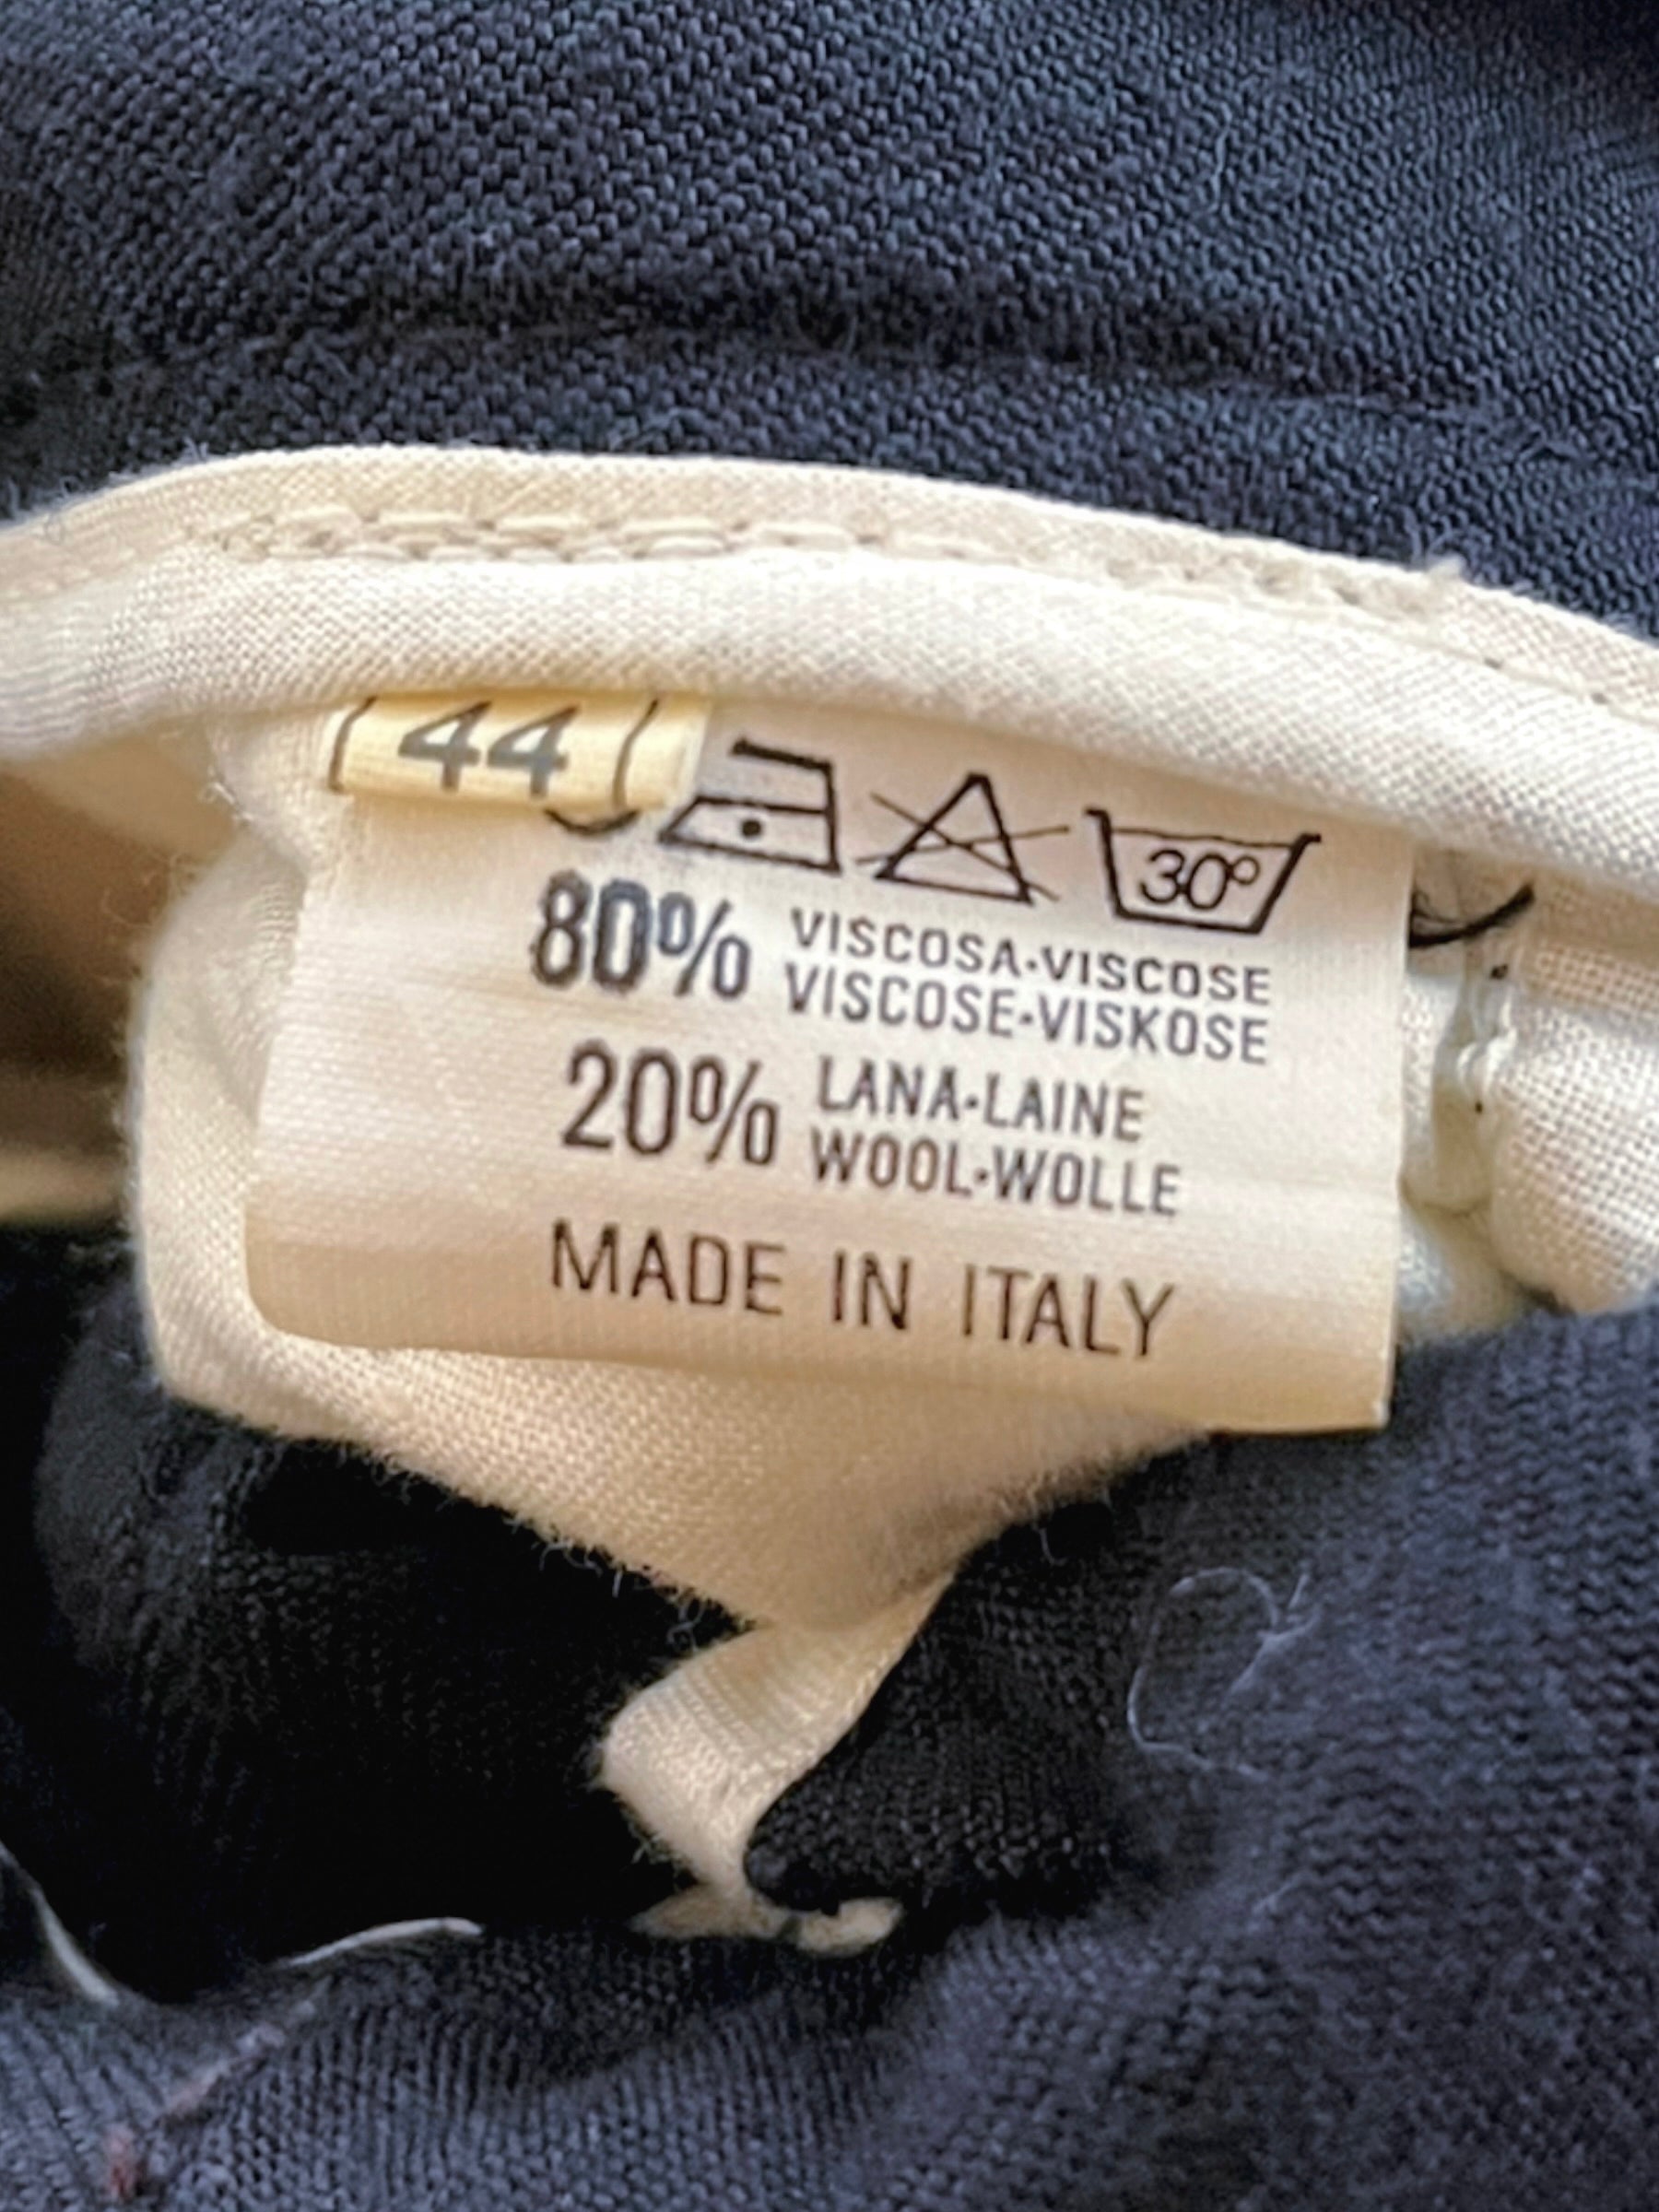 44
30°
80% VISCOSA·VISCOSE
VISCOSE·VISKOSE
20% LANA·LAINE
WOOL·WOLLE
MADE IN ITALY